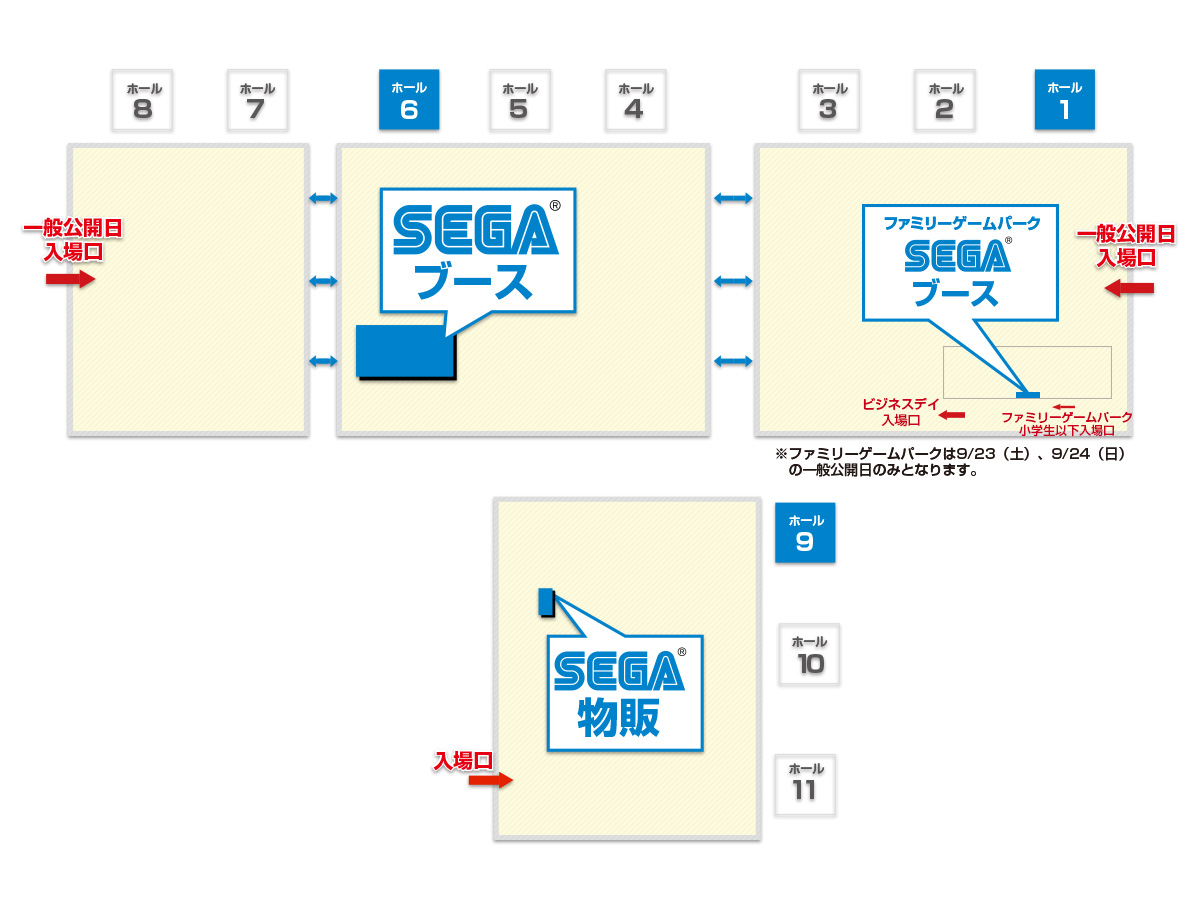 ホール
8
ホール
7
ホール
6
ホール
5
ホール
4
ホール
3
ホール
2
ホール
1
一般公開日
入場口
SEGA®
ブース
ファミリーゲームパーク
SEGA®
ブース
一般公開日
入場口
ビジネスデイ
入場口
ファミリーゲームパーク
小学生以下入場口
※ファミリーゲームパークは9/23（土）、9/24（日）
の一般公開日のみとなります。
ホール
9
ホール
10
ホール
11
SEGA®
物販
入場口